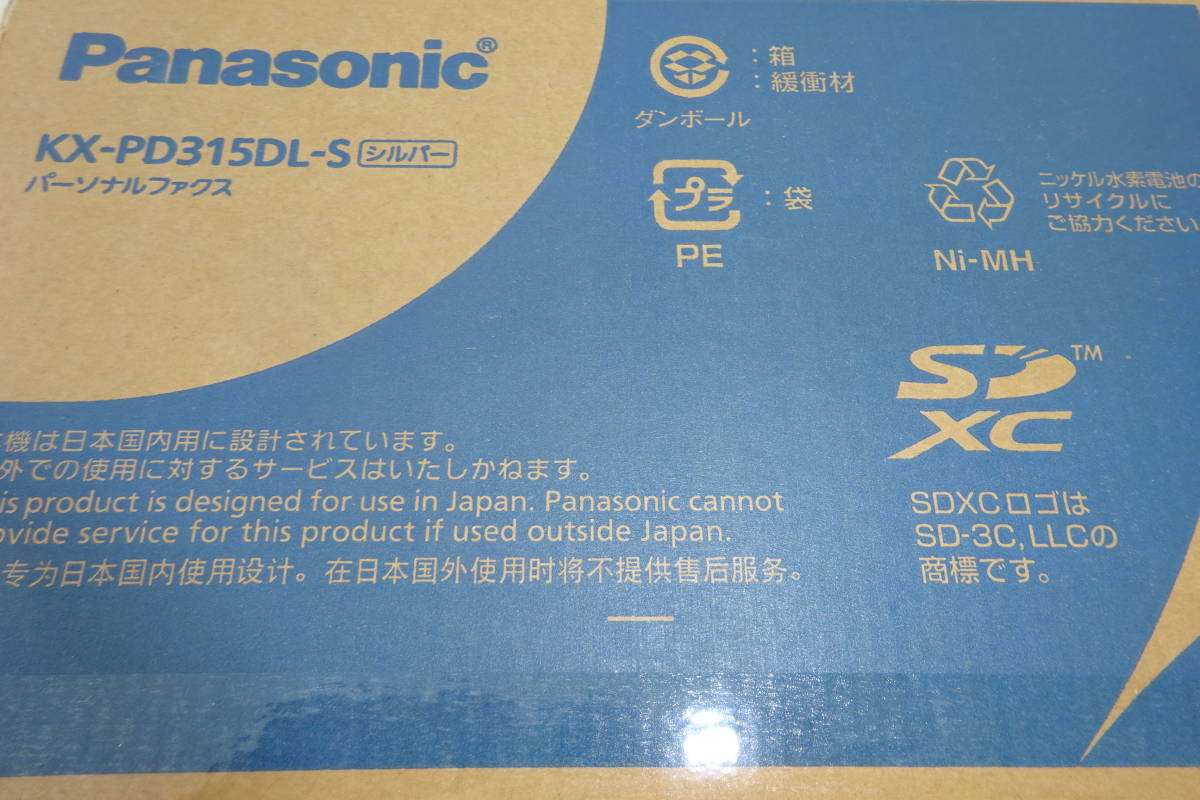 Panasonic®
KX-PD315DL-S シルバー
パーソナルファクス
：箱
：緩衝材
ダンボール
プラ ：袋
PE
ニッケル水素電池の
リサイクルに
ご協力ください
Ni-MH
SD™
XC
SDXCロゴは
SD-3C, LLCの
商標です。
機は日本国内用に設計されています。
外での使用に対するサービスはいたしかねます。
is product is designed for use in Japan. Panasonic cannot
ovide service for this product if used outside Japan.
专为日本国内使用设计。在日本国外使用时将不提供售后服务。